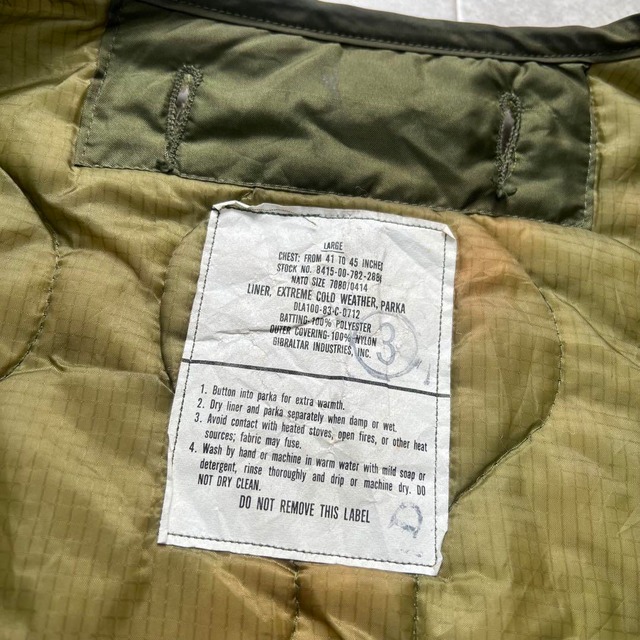 LARGE
CHEST: FROM 41 TO 45 INCHES
STOCK NO. 8415-00-782-288
NATO SIZE 7080/0414
LINER, EXTREME COLD WEATHER, PARKA
DLA100-83-C-0712
BATTING-100% POLYESTER
OUTER COVERING-100% NYLON
GIBRALTAR INDUSTRIES, INC.
3
1. Button into parka for extra warmth.
2. Dry liner and parka separately when damp or wet.
3. Avoid contact with heated stoves, open fires, or other heat
sources; fabric may fuse.
4. Wash by hand or machine in warm water with mild soap or
detergent, rinse thoroughly and drip or machine dry. DO
NOT DRY CLEAN.
DO NOT REMOVE THIS LABEL